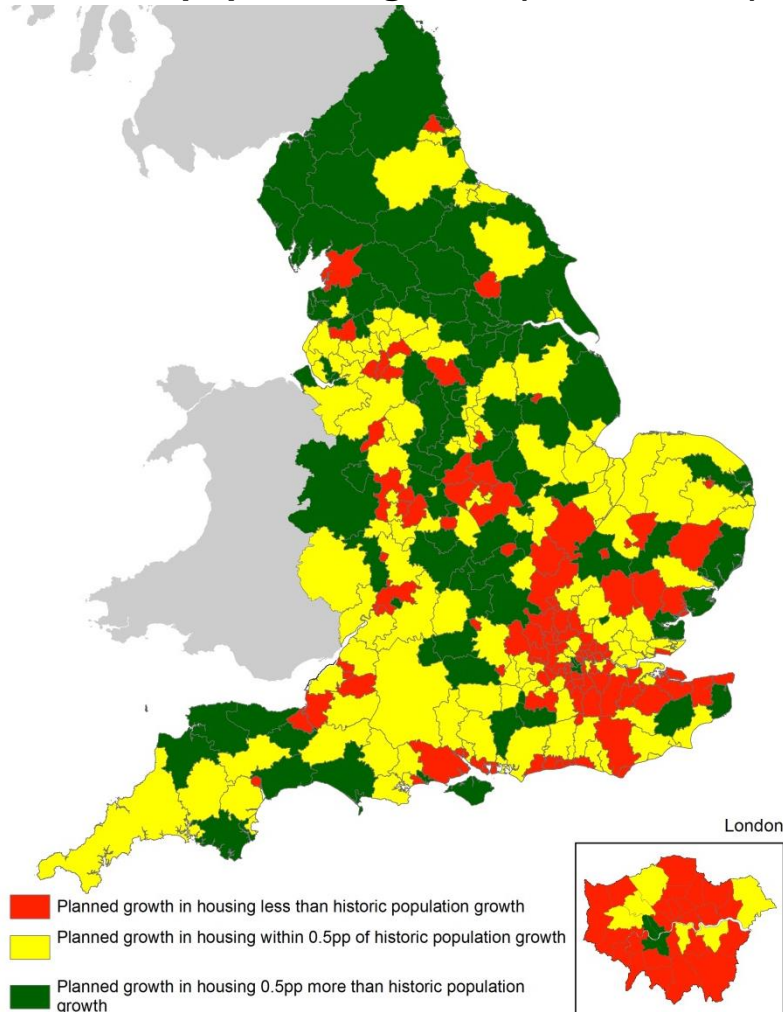 London
Planned growth in housing less than historic population growth
Planned growth in housing within 0.5pp of historic population growth
Planned growth in housing 0.5pp more than historic population
growth